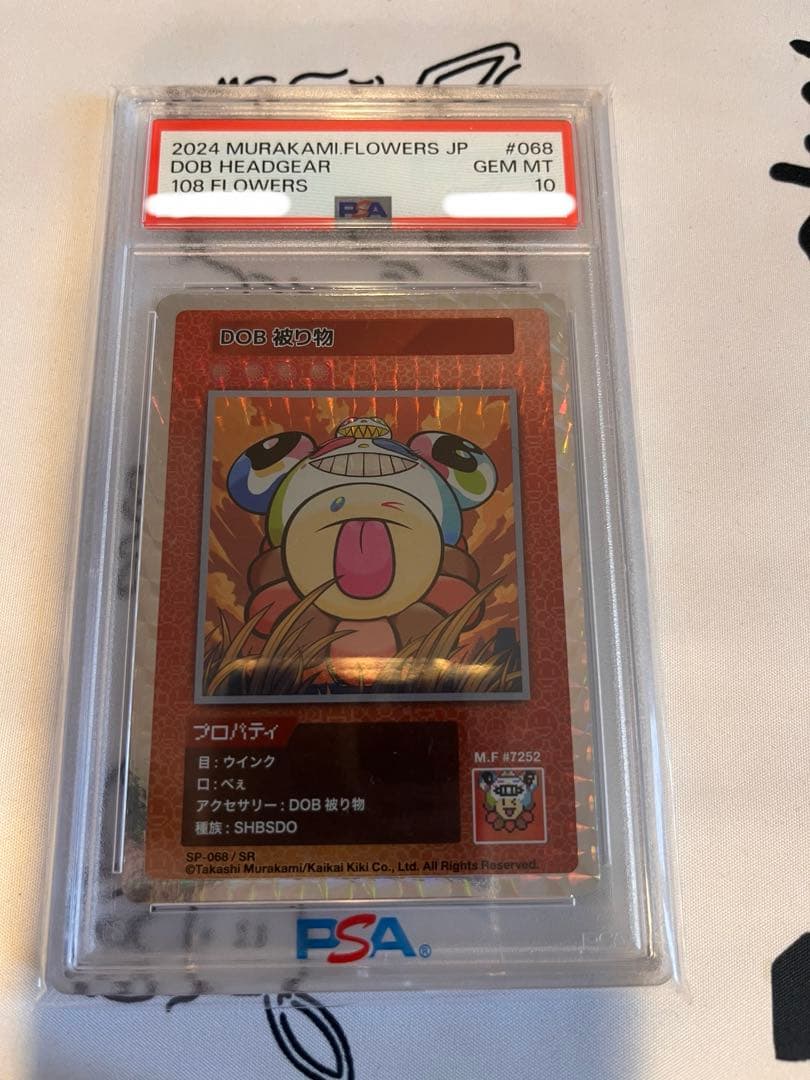 2024 MURAKAMI.FLOWERS JP #068
DOB HEADGEAR GEM MT
108 FLOWERS 10
PSA
DOB 被り物
プロパティ
目 : ウインク
口 : べぇ
アクセサリー : DOB 被り物
種族 : SHBSDO
M.F #7252
SP-068 / SR
©Takashi Murakami/Kaikai Kiki Co., Ltd. All Rights Reserved.
PSA®